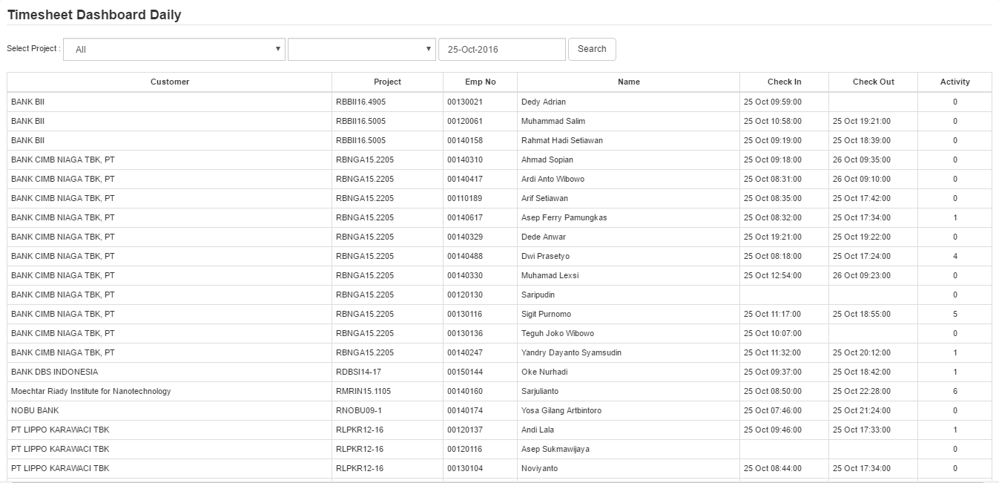 Timesheet Dashboard Daily
Select Project : All 25-Oct-2016 Search
Customer Project Emp No Name Check In Check Out Activity
BANK BII RBBII16.4905 00130021 Dedy Adrian 25 Oct 09:59:00 0
BANK BII RBBII16.5005 00120061 Muhammad Salim 25 Oct 10:58:00 25 Oct 19:21:00 0
BANK BII RBBII16.5005 00140158 Rahmat Hadi Setiawan 25 Oct 09:19:00 25 Oct 18:39:00 0
BANK CIMB NIAGA TBK, PT RBNGA15.2205 00140310 Ahmad Sopian 25 Oct 09:18:00 26 Oct 09:35:00 0
BANK CIMB NIAGA TBK, PT RBNGA15.2205 00140417 Ardi Anto Wibowo 25 Oct 08:31:00 26 Oct 09:10:00 0
BANK CIMB NIAGA TBK, PT RBNGA15.2205 00110189 Arif Setiawan 25 Oct 08:35:00 25 Oct 17:42:00 0
BANK CIMB NIAGA TBK, PT RBNGA15.2205 00140617 Asep Ferry Pamungkas 25 Oct 08:32:00 25 Oct 17:34:00 1
BANK CIMB NIAGA TBK, PT RBNGA15.2205 00140329 Dede Anwar 25 Oct 19:21:00 25 Oct 19:22:00 0
BANK CIMB NIAGA TBK, PT RBNGA15.2205 00140488 Dwi Prasetyo 25 Oct 08:18:00 25 Oct 17:24:00 4
BANK CIMB NIAGA TBK, PT RBNGA15.2205 00140330 Muhamad Lexsi 25 Oct 12:54:00 26 Oct 09:23:00 0
BANK CIMB NIAGA TBK, PT RBNGA15.2205 00120130 Saripudin 0
BANK CIMB NIAGA TBK, PT RBNGA15.2205 00130116 Sigit Purnomo 25 Oct 11:17:00 25 Oct 18:55:00 5
BANK CIMB NIAGA TBK, PT RBNGA15.2205 00130136 Teguh Joko Wibowo 25 Oct 10:07:00 0
BANK CIMB NIAGA TBK, PT RBNGA15.2205 00140247 Yandry Dayanto Syamsudin 25 Oct 11:32:00 25 Oct 20:12:00 1
BANK DBS INDONESIA RDBSI14-17 00150144 Oke Nurhadi 25 Oct 09:37:00 25 Oct 18:42:00 1
Moechtar Riady Institute for Nanotechnology RMRIN15.1105 00140160 Sarjulianto 25 Oct 08:50:00 25 Oct 22:28:00 6
NOBU BANK RNOBU09-1 00140174 Yosa Gilang Artbintoro 25 Oct 07:46:00 25 Oct 21:24:00 0
PT LIPPO KARAWACI TBK RLPKR12-16 00120137 Andi Lala 25 Oct 09:46:00 25 Oct 17:33:00 1
PT LIPPO KARAWACI TBK RLPKR12-16 00120116 Asep Sukmawijaya 0
PT LIPPO KARAWACI TBK RLPKR12-16 00130104 Noviyanto 25 Oct 08:44:00 25 Oct 17:34:00 0